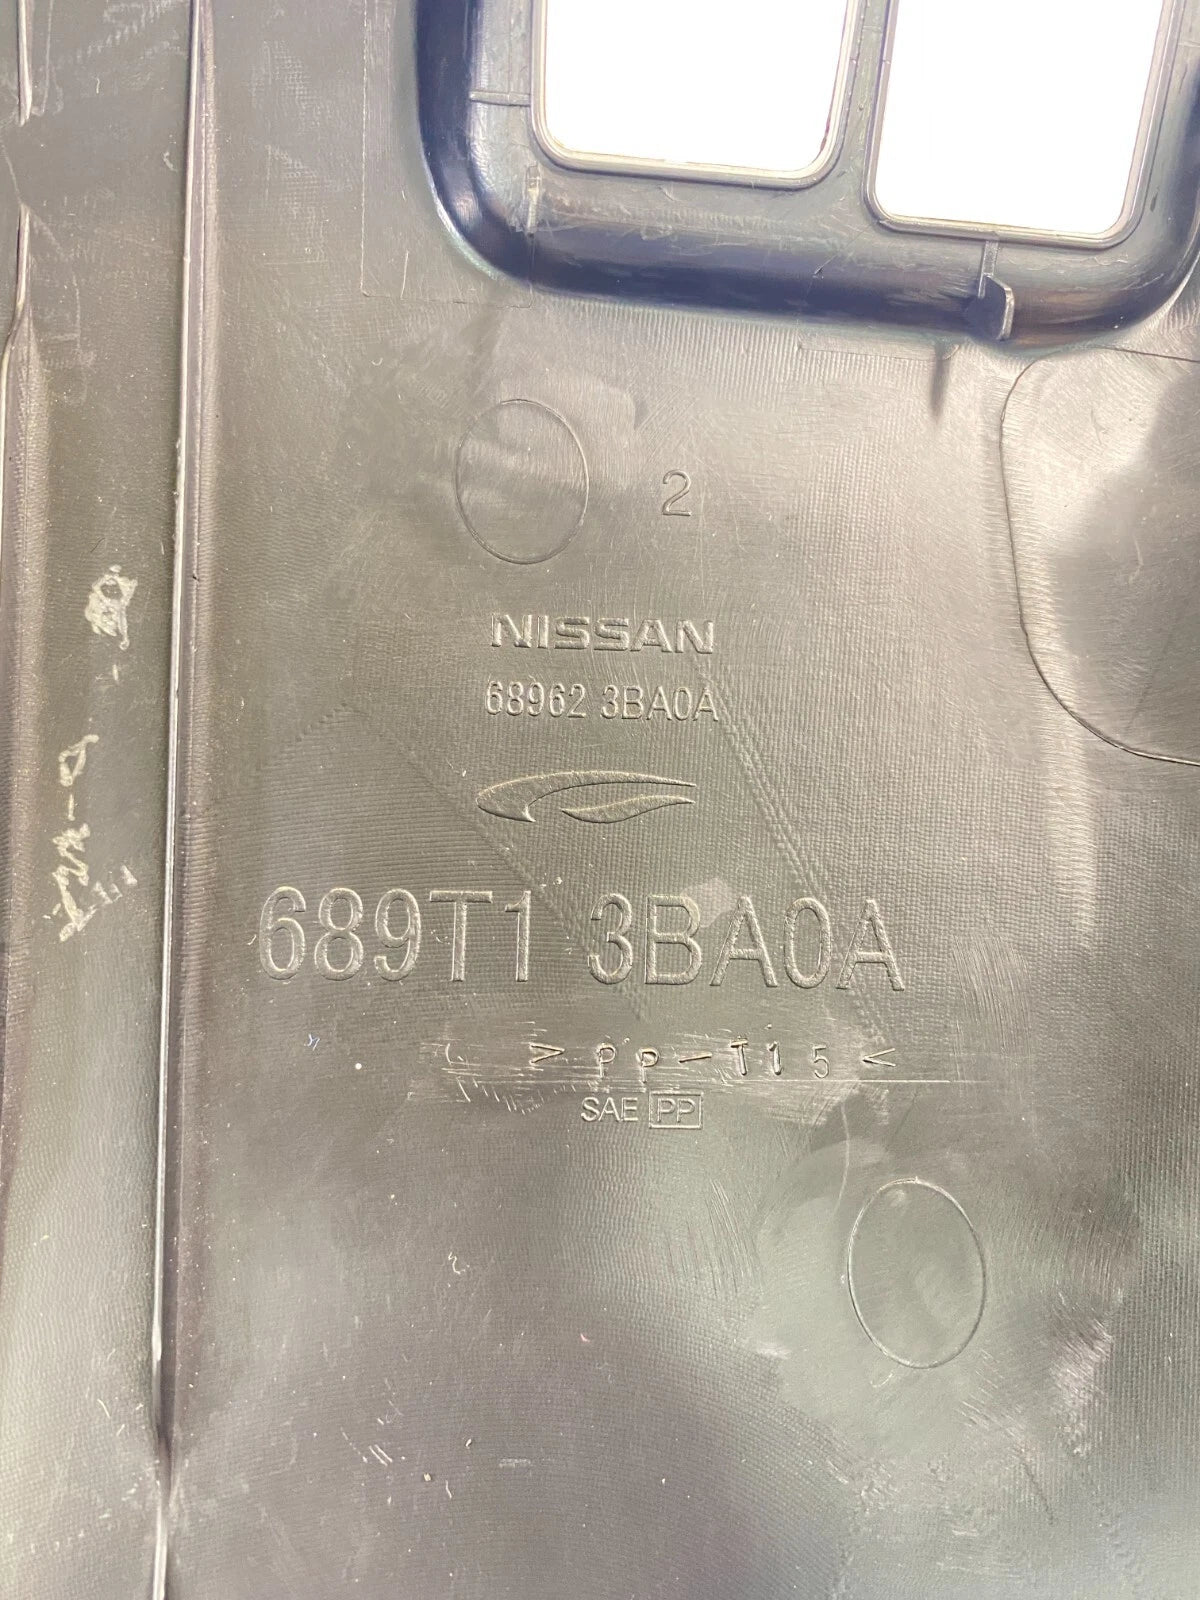 2
NISSAN
68962 3BA0A
689T1 3BA0A
> PP-T15 <
SAE PP